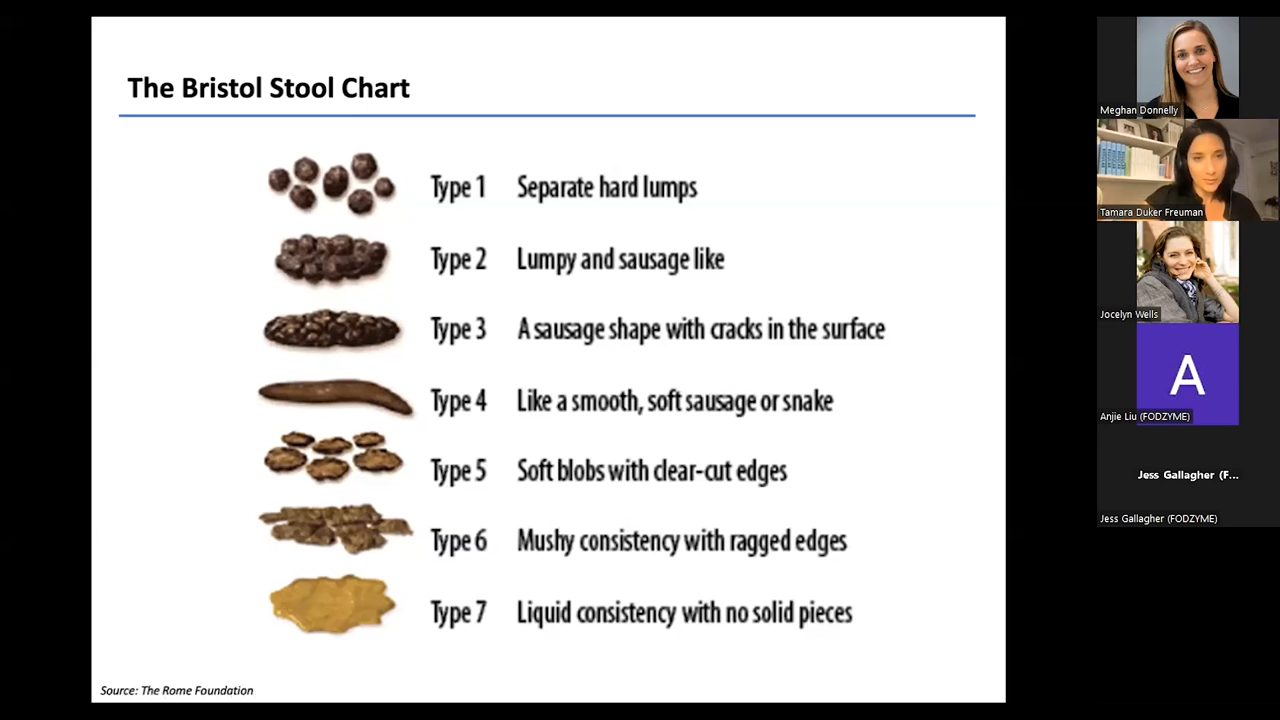 The Bristol Stool Chart
Type 1 Separate hard lumps
Type 2 Lumpy and sausage like
Type 3 A sausage shape with cracks in the surface
Type 4 Like a smooth, soft sausage or snake
Type 5 Soft blobs with clear-cut edges
Type 6 Mushy consistency with ragged edges
Type 7 Liquid consistency with no solid pieces
Source: The Rome Foundation
Meghan Donnelly
Tamara Duker Freuman
Jocelyn Wells
A
Anjie Liu (FODZYME)
Jess Gallagher (F...
Jess Gallagher (FODZYME)